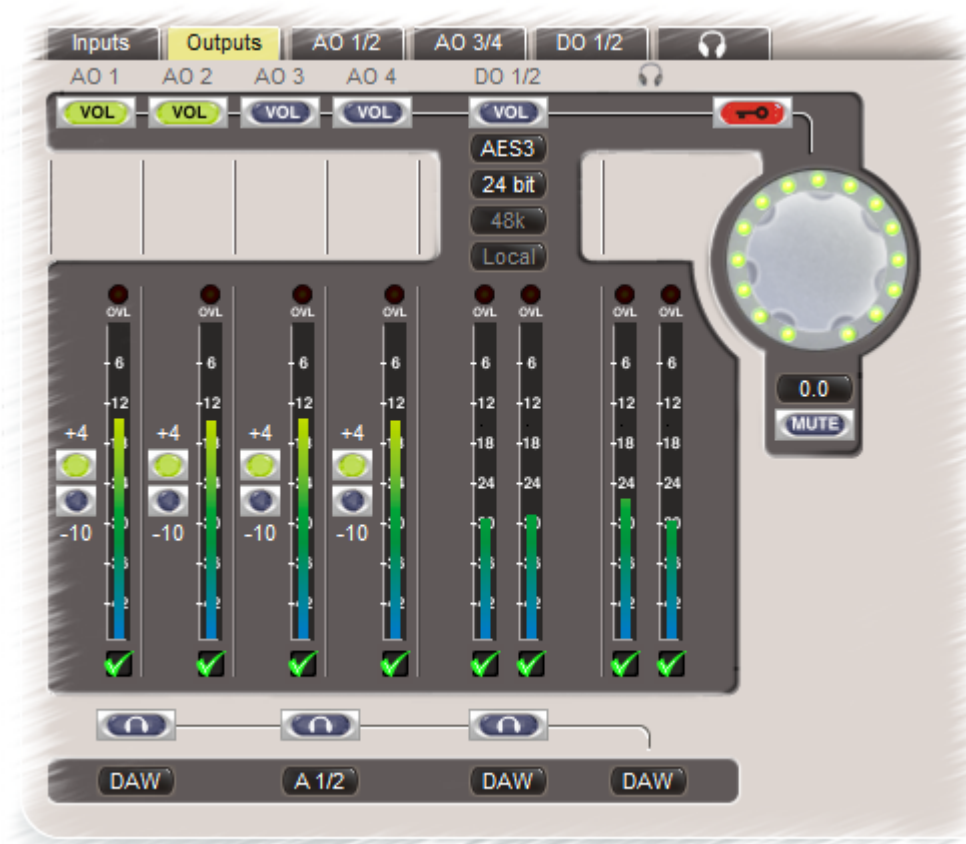 Inputs Outputs AO 1/2 AO 3/4 DO 1/2
AO 1 AO 2 AO 3 AO 4 DO 1/2
VOL VOL VOL VOL VOL
AES3
24 bit
48k
Local
OVL OVL OVL OVL OVL OVL OVL OVL
- 6 - 6 - 6 - 6 - 6 - 6 - 6 - 6
0.0
-12 -12 -12 -12 -12 -12 -12 -12
MUTE
+4 +4 +4 +4
-18 -18 -18 -18
-24 -24 -24 -24
-10 -10 -10 -10
DAW A 1/2 DAW DAW